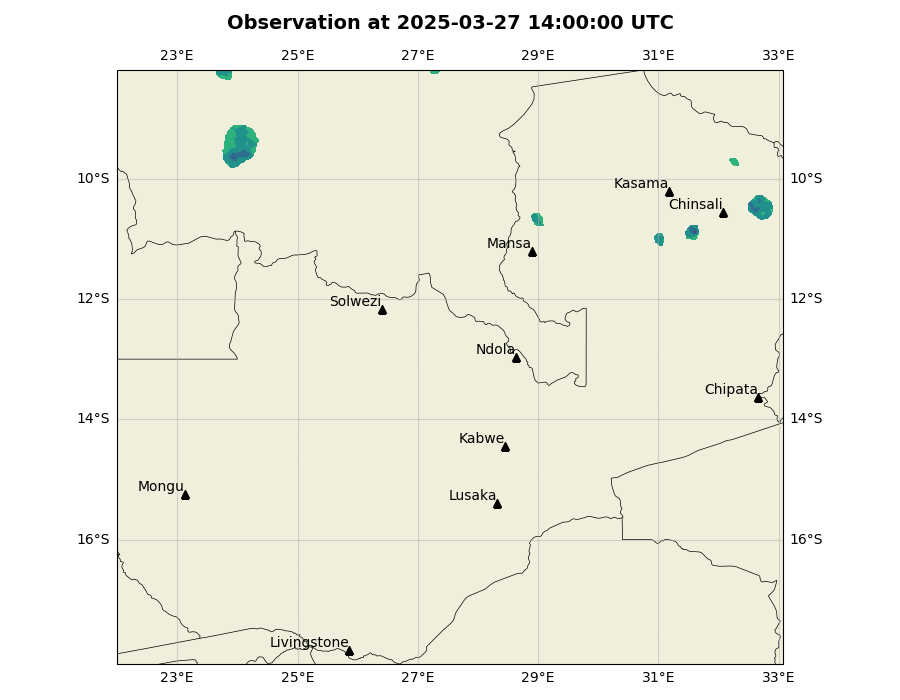 Observation at 2025-03-27 14:00:00 UTC
23°E 25°E 27°E 29°E 31°E 33°E
10°S 10°S
Kasama
Chinsali
Mansa
12°S 12°S
Solwezi
Ndola
Chipata
14°S 14°S
Kabwe
Mongu
Lusaka
16°S 16°S
Livingstone
23°E 25°E 27°E 29°E 31°E 33°E